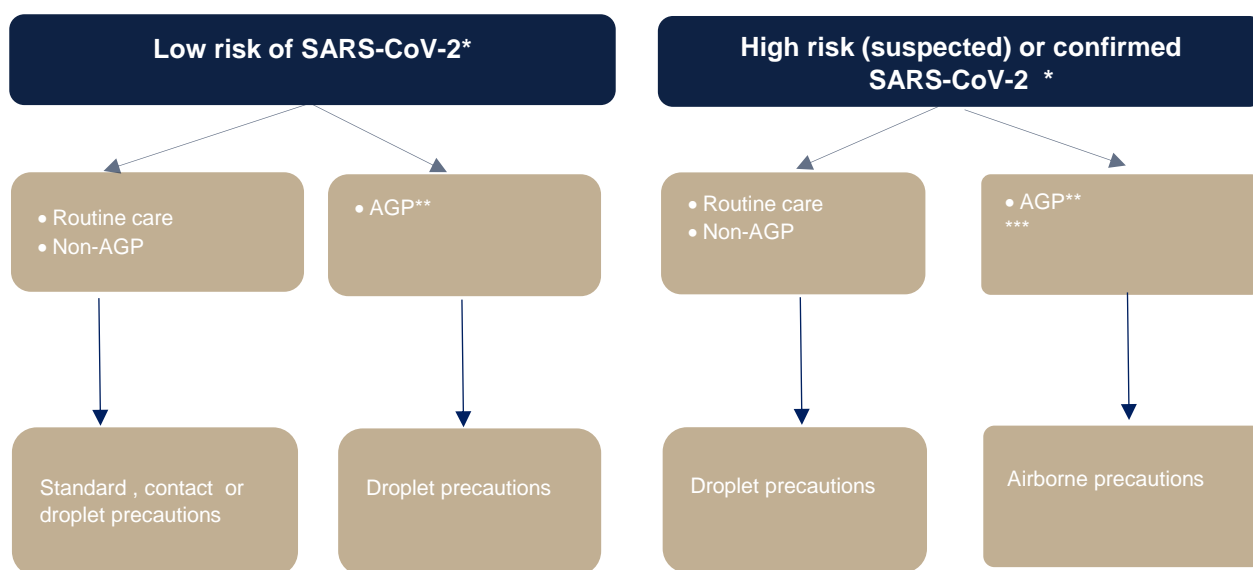 Low risk of SARS-CoV-2*
High risk (suspected) or confirmed
SARS-CoV-2 *
• Routine care
• Non-AGP
• AGP**
• Routine care
• Non-AGP
• AGP**
***
Standard , contact or
droplet precautions
Droplet precautions
Droplet precautions
Airborne precautions